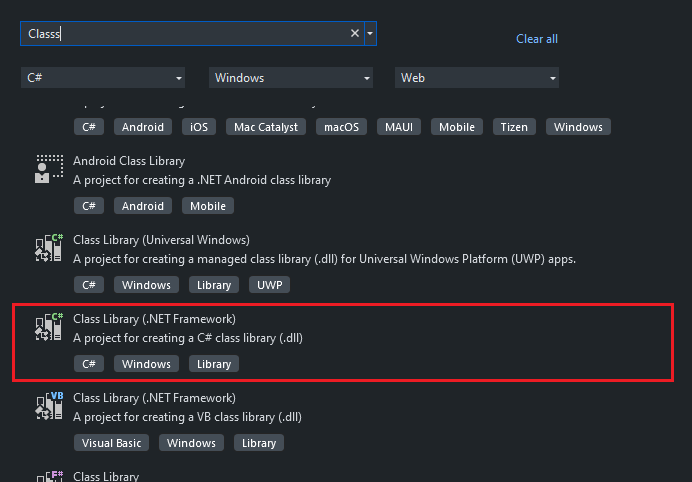 Classs
Clear all
C# Windows Web
C# Android iOS Mac Catalyst macOS MAUI Mobile Tizen Windows
Android Class Library
A project for creating a .NET Android class library
C# Android Mobile
C#
Class Library (Universal Windows)
A project for creating a managed class library (.dll) for Universal Windows Platform (UWP) apps.
C# Windows Library UWP
C#
Class Library (.NET Framework)
A project for creating a C# class library (.dll)
C# Windows Library
VB
Class Library (.NET Framework)
A project for creating a VB class library (.dll)
Visual Basic Windows Library
F#
Class Library